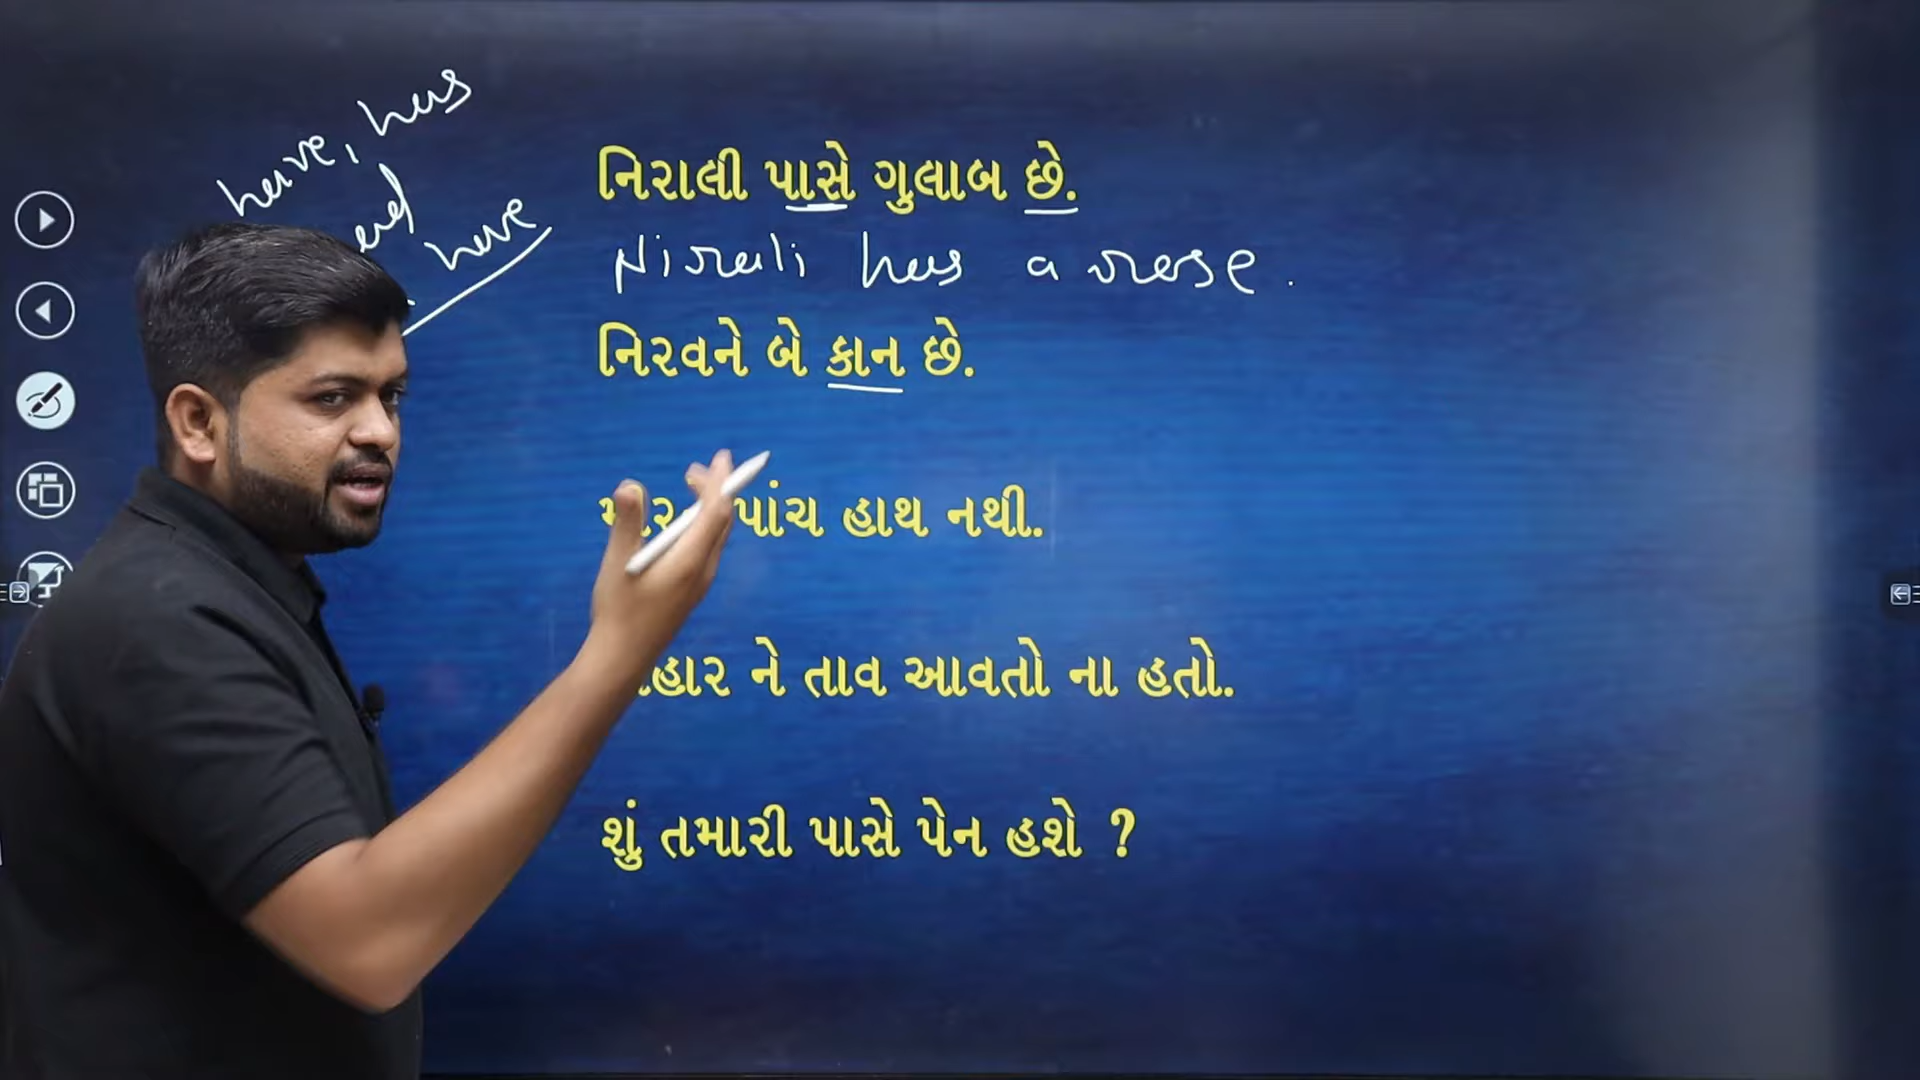 have, has
have
નિરાલી પાસે ગુલાબ છે.
Nirali has a rose.
નિરવને બે કાન છે.
પાંચ હાથ નથી.
ને તાવ આવતો ના હતો.
શું તમારી પાસે પેન હશે ?